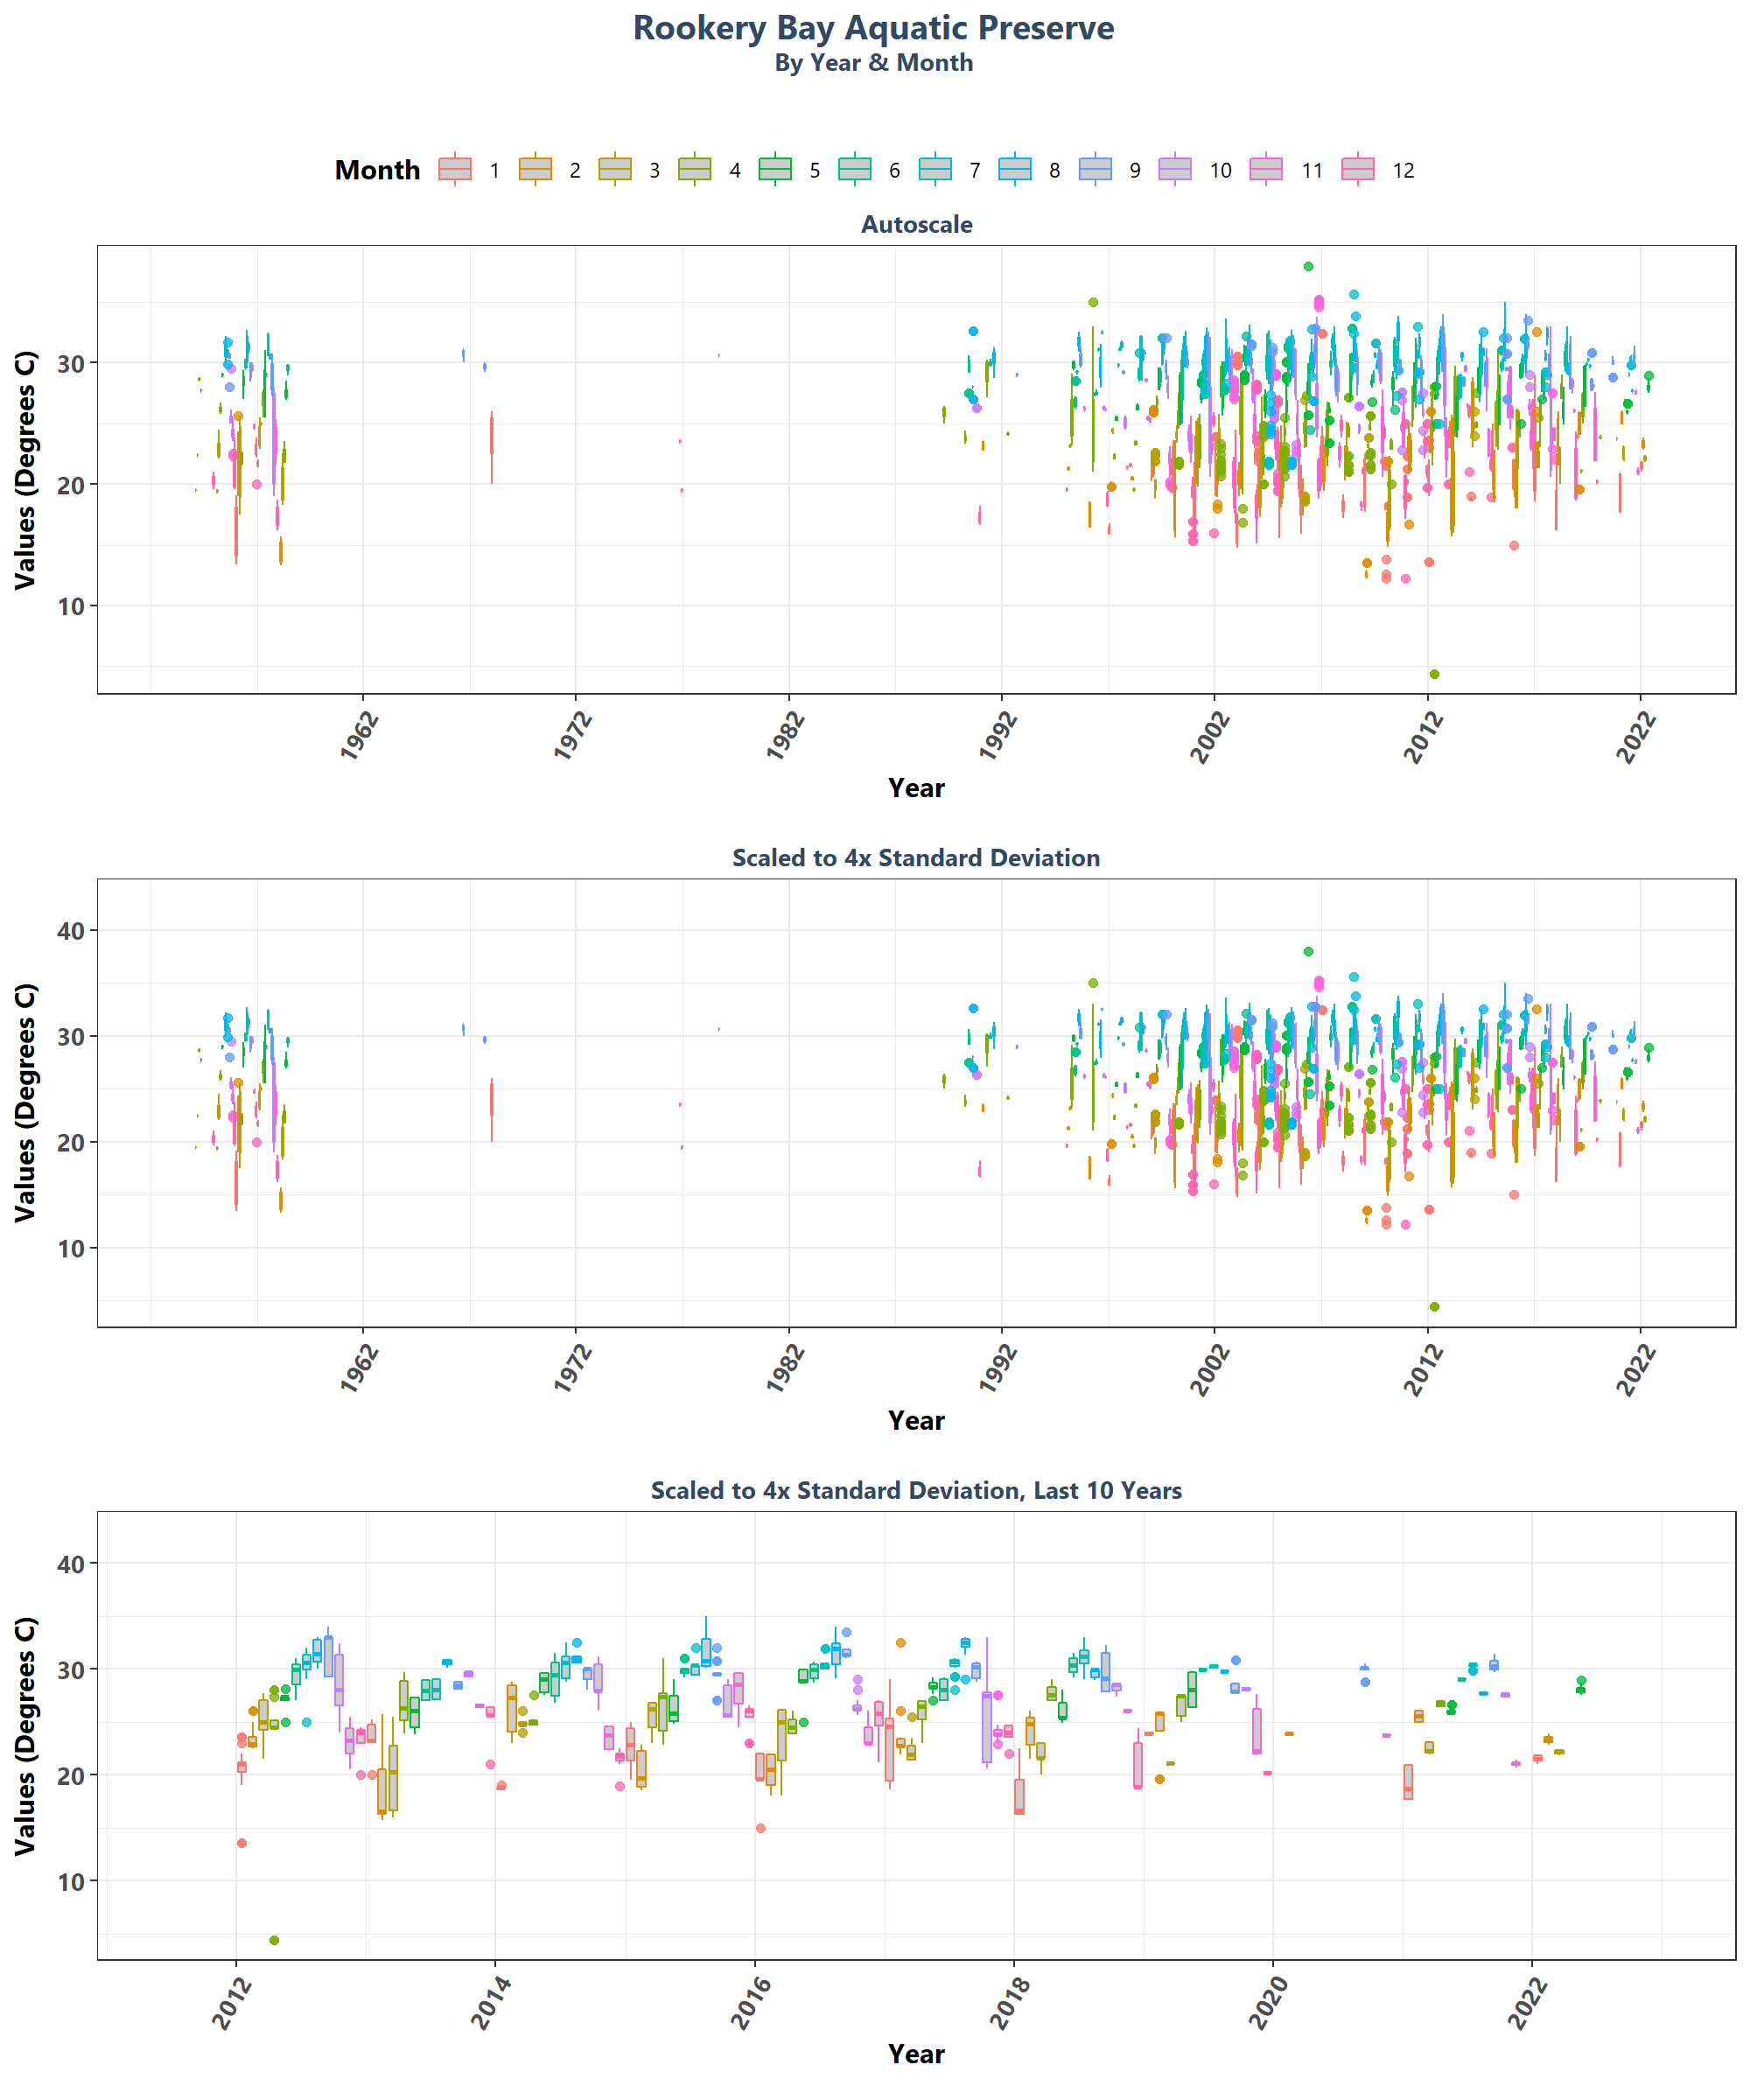 Rookery Bay Aquatic Preserve
By Year & Month
Month 1 2 3 4 5 6 7 8 9 10 11 12
Autoscale
Values (Degrees C)
30
20
10
1962 1972 1982 1992 2002 2012 2022
Year
Scaled to 4x Standard Deviation
Values (Degrees C)
40
30
20
10
1962 1972 1982 1992 2002 2012 2022
Year
Scaled to 4x Standard Deviation, Last 10 Years
Values (Degrees C)
40
30
20
10
2012 2014 2016 2018 2020 2022
Year